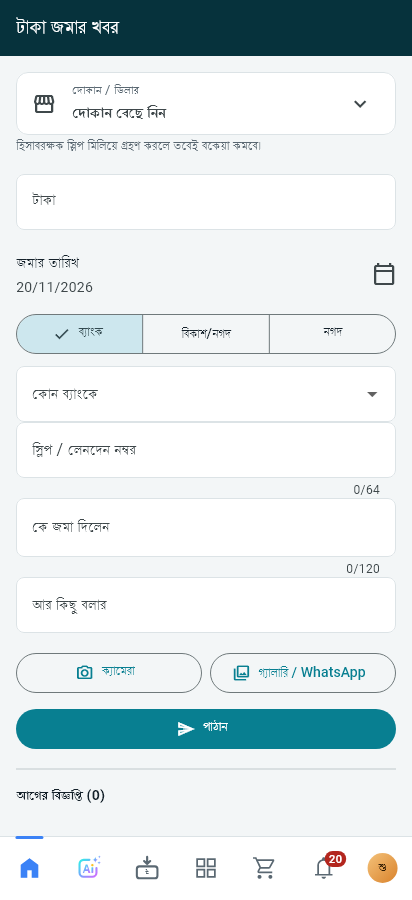 টাকা জমার খবর
দোকান / ডিলার
দোকান বেছে নিন
হিসাবরক্ষক স্লিপ মিলিয়ে গ্রহণ করলে তবেই বকেয়া কমবে।
টাকা
জমার তারিখ
20/11/2026
ব্যাংক
বিকাশ/নগদ
নগদ
কোন ব্যাংকে
স্লিপ / লেনদেন নম্বর
0/64
কে জমা দিলেন
0/120
আর কিছু বলার
ক্যামেরা
গ্যালারি / WhatsApp
পাঠান
আগের বিজ্ঞপ্তি (0)
Ai
৳
20
শু